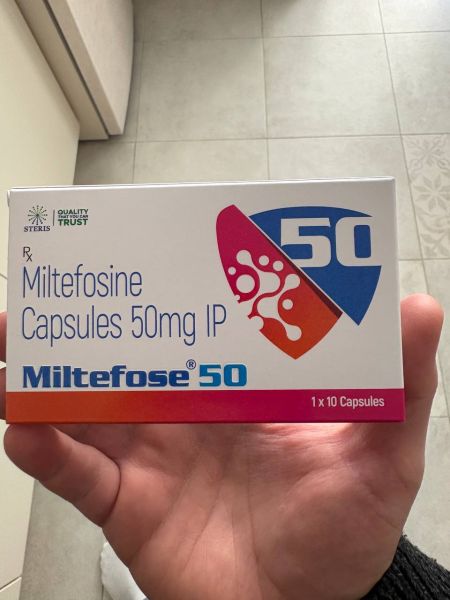 STERIS
QUALITY
THAT YOU CAN
TRUST
50
Rx
Miltefosine
Capsules 50mg IP
Miltefose® 50
1 x 10 Capsules